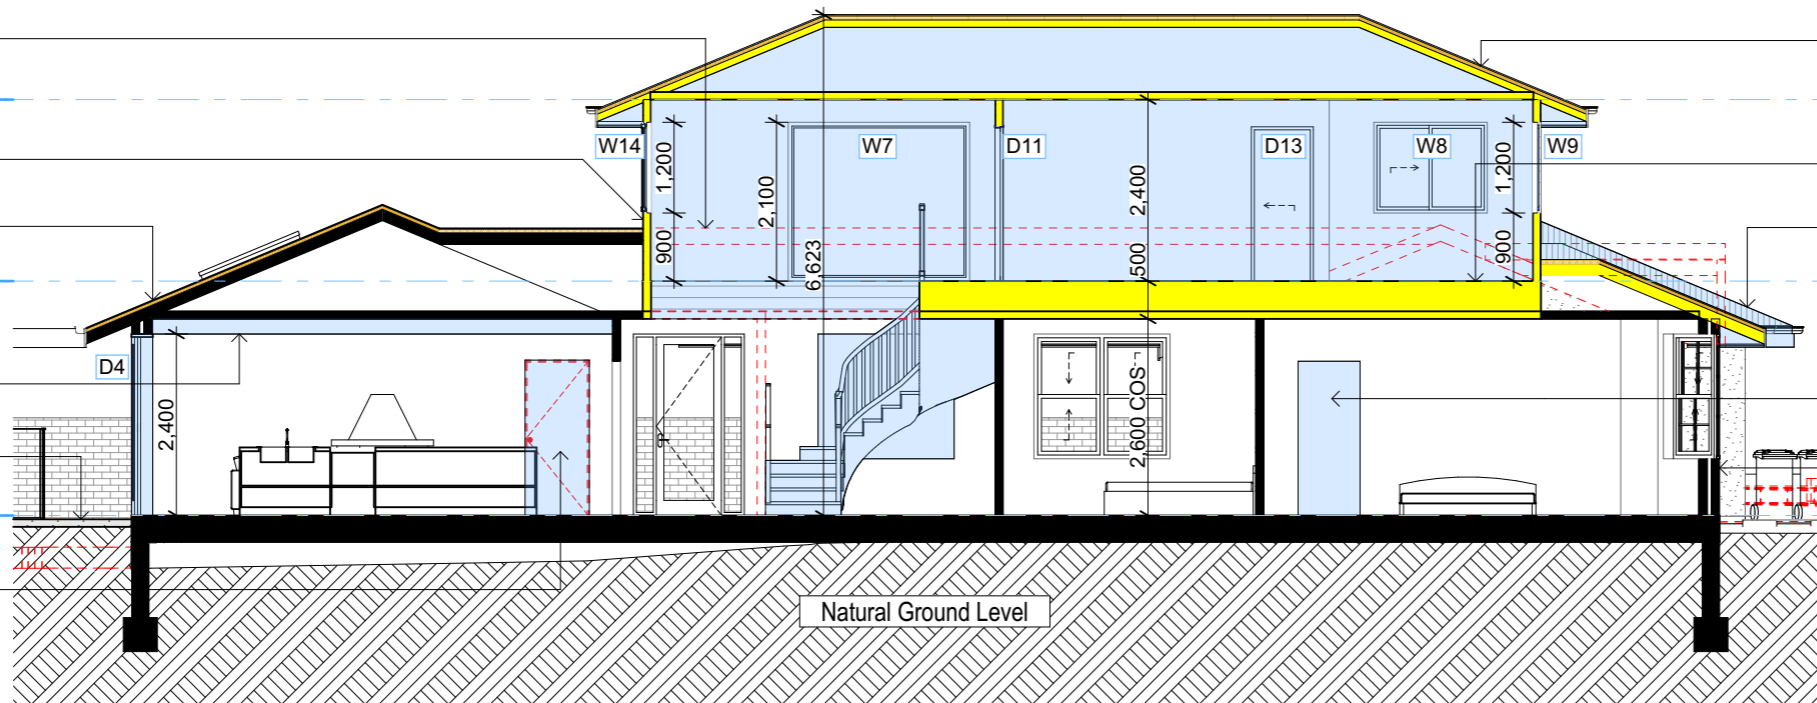 W14
W7
D11
D13
W8
W9
1,200
2,100
2,400
1,200
900
6,623
500
900
D4
2,400
2,600 COS
Natural Ground Level